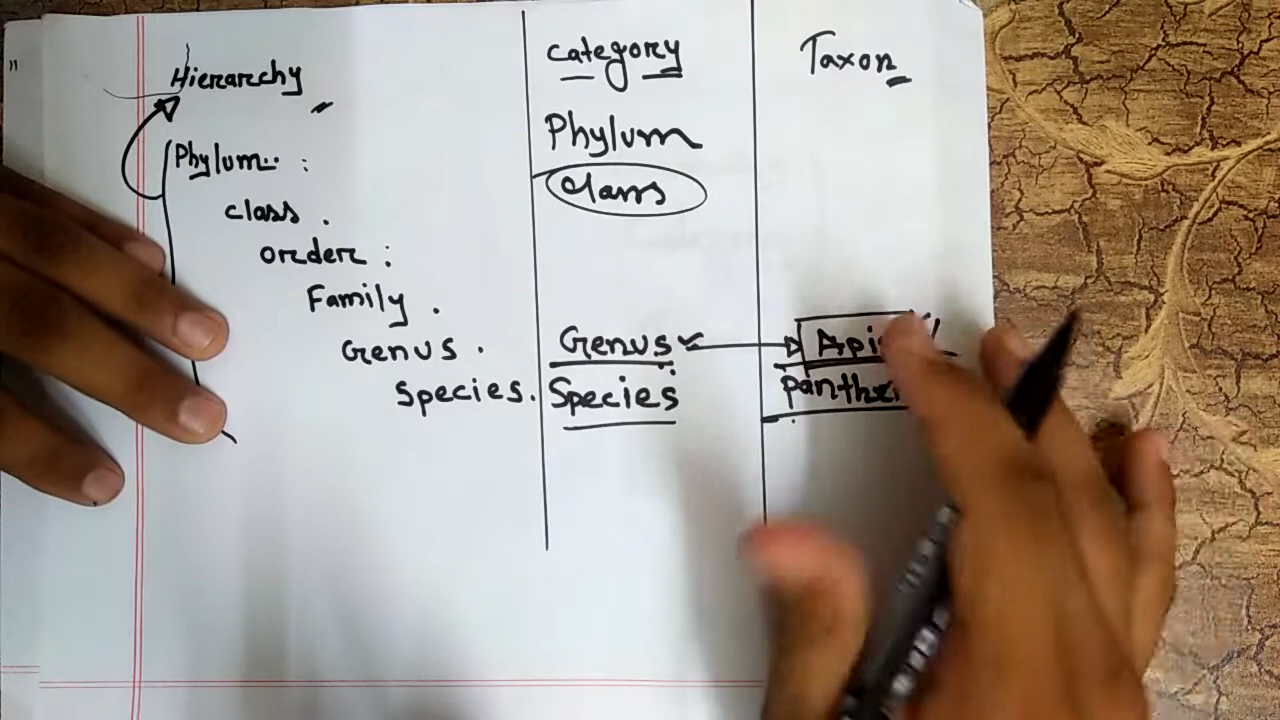 "
Hierarchy
Phylum :
class .
order :
Family .
Genus .
Species.
Category
Phylum
class
Genus
Species
Taxon